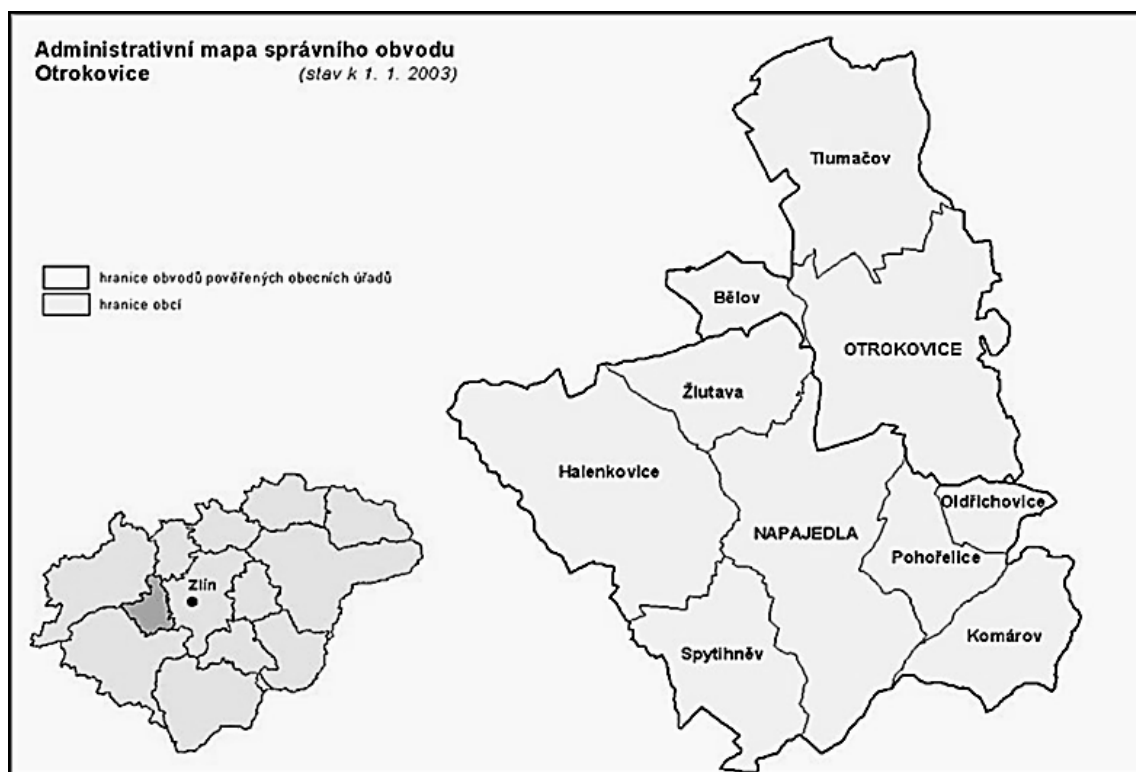 Administrativní mapa správního obvodu
Otrokovice (stav k 1. 1. 2003)
hranice obvodů pověřených obecních úřadů
hranice obcí
Tlumačov
Bělov
OTROKOVICE
Žlutava
Halenkovice
Oldřichovice
NAPAJEDLA
Pohořelice
Komárov
Spytihněv
Zlín